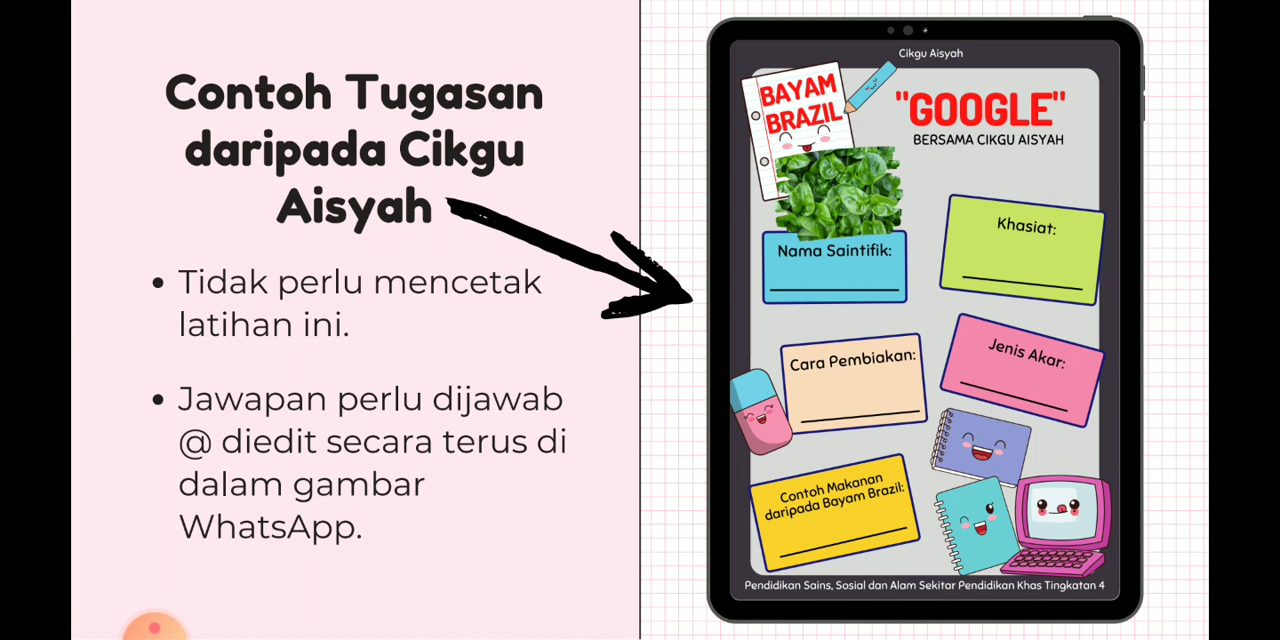 Contoh Tugasan
daripada Cikgu
Aisyah
• Tidak perlu mencetak
latihan ini.
• Jawapan perlu dijawab
@ diedit secara terus di
dalam gambar
WhatsApp.
Cikgu Aisyah
BAYAM
BRAZIL
"GOOGLE"
BERSAMA CIKGU AISYAH
Nama Saintifik:
Khasiat:
Cara Pembiakan:
Jenis Akar:
Contoh Makanan
daripada Bayam Brazil:
Pendidikan Sains, Sosial dan Alam Sekitar Pendidikan Khas Tingkatan 4